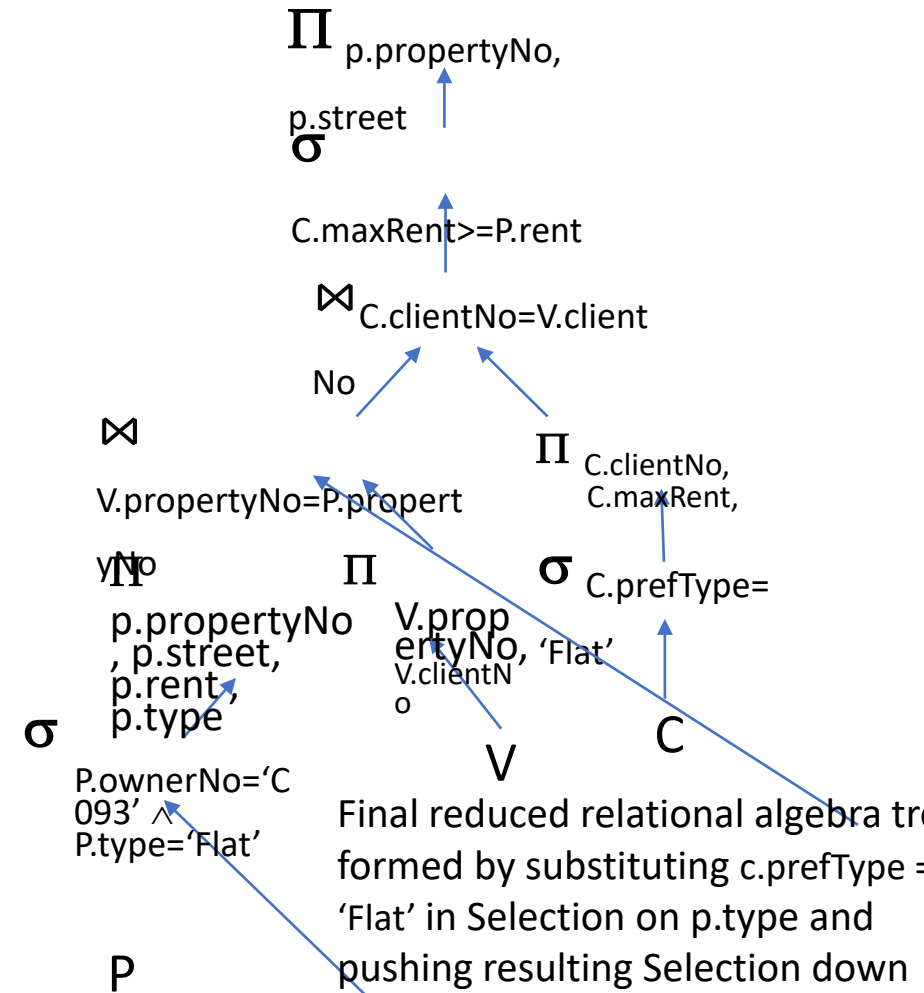 Π p.propertyNo,
p.street
σ
C.maxRent>=P.rent
⋈ C.clientNo=V.client
No
⋈
V.propertyNo=P.propert
yNo
Π C.clientNo,
C.maxRent,
Π
p.propertyNo
, p.street,
p.rent ,
p.type
Π
V.prop
ertyNo,
V.clientN
o
σ C.prefType=
‘Flat’
σ
P.ownerNo=‘C
093’ ∧
P.type=‘Flat’
V
C
P
Final reduced relational algebra tre
formed by substituting c.prefType =
‘Flat’ in Selection on p.type and
pushing resulting Selection down